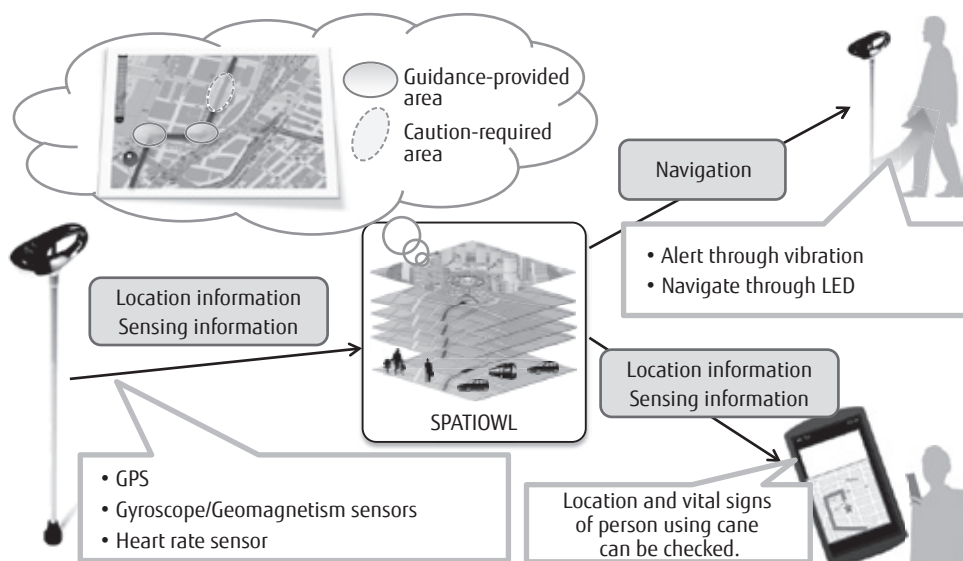 Guidance-provided
area
Caution-required
area
Navigation
• Alert through vibration
• Navigate through LED
Location information
Sensing information
SPATIOWL
Location information
Sensing information
• GPS
• Gyroscope/Geomagnetism sensors
• Heart rate sensor
Location and vital signs
of person using cane
can be checked.